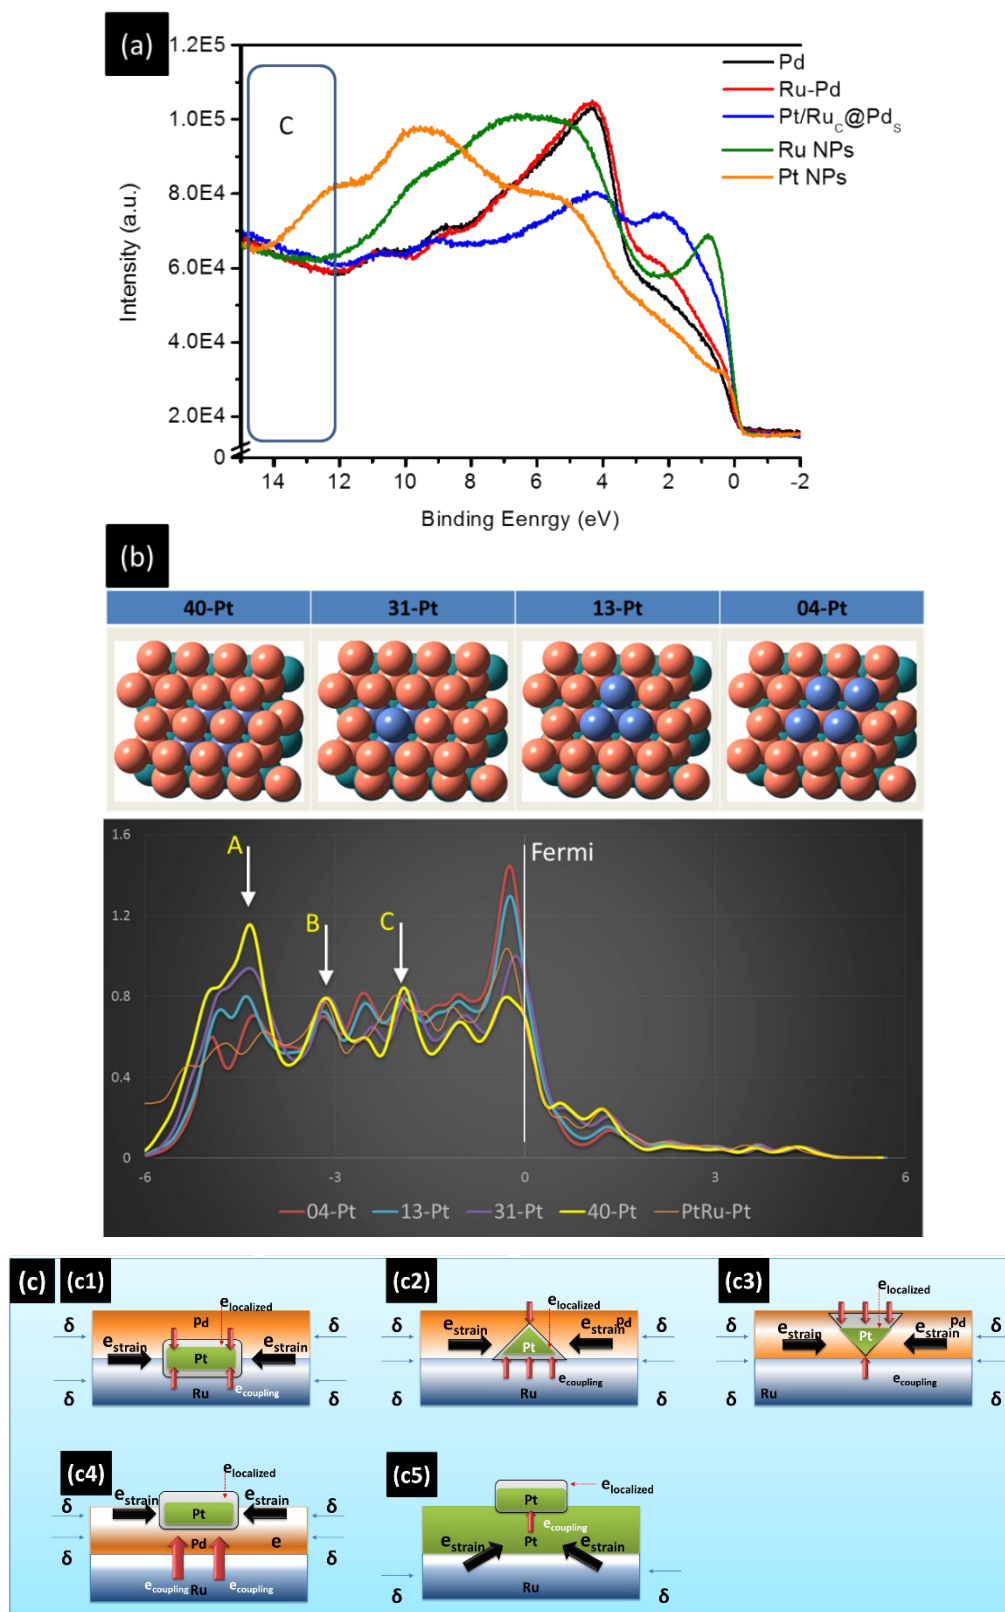 (a)
1.2E5
1.0E5
8.0E4
6.0E4
4.0E4
2.0E4
0
Intensity (a.u.)
C
Pd
Ru-Pd
Pt/Ru_C@Pd_S
Ru NPs
Pt NPs
14 12 10 8 6 4 2 0 -2
Binding Eenrgy (eV)
(b)
40-Pt 31-Pt 13-Pt 04-Pt
1.6
1.2
0.8
0.4
0
A
B
C
Fermi
-6 -3 0 3 6
04-Pt 13-Pt 31-Pt 40-Pt PtRu-Pt
(c)
(c1)
e_localized
Pd
δ e_strain e_strain δ
Pt
e_coupling
δ Ru δ
(c2)
e_localized
δ e_strain e_strain Pd δ
Pt
e_coupling
δ Ru δ
(c3)
e_localized
δ e_strain Pt e_strain Pd δ
e_coupling
δ Ru δ
(c4)
e_localized
δ e_strain e_strain δ
Pt
δ Pd e δ
e_coupling e_coupling
Ru
(c5)
e_localized
Pt
e_coupling
e_strain Pt e_strain
δ Ru δ